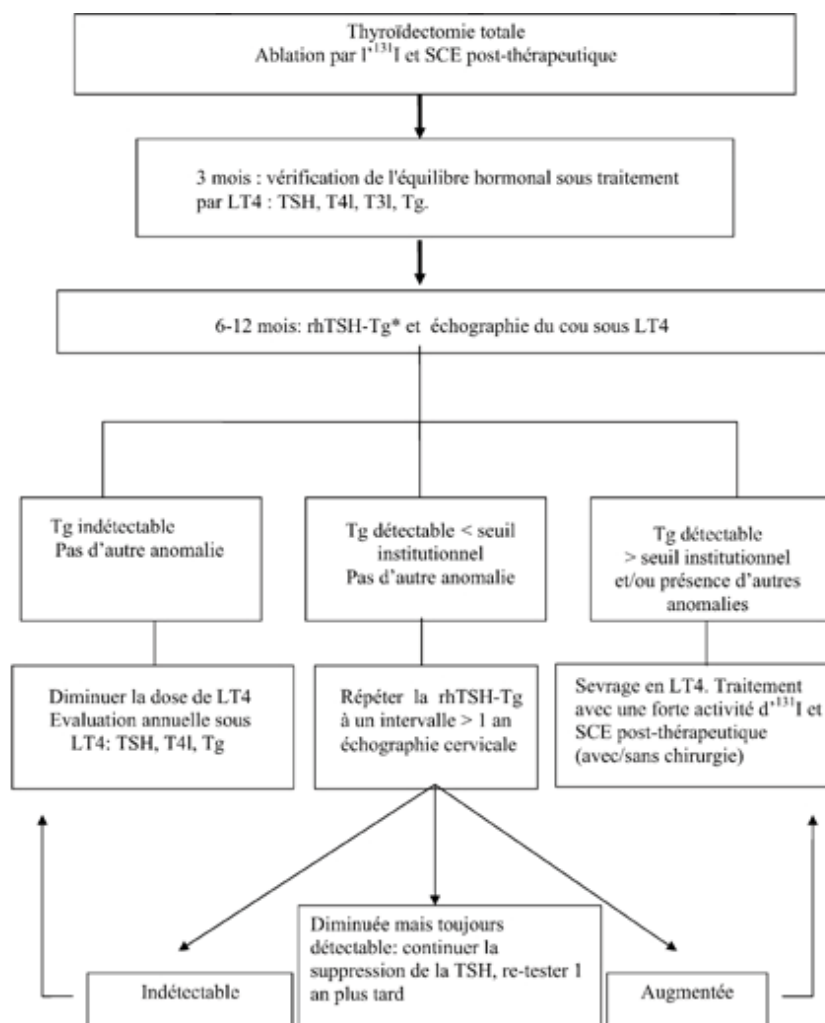 Thyroïdectomie totale
Ablation par l'¹³¹I et SCE post-thérapeutique
3 mois : vérification de l'équilibre hormonal sous traitement
par LT4 : TSH, T4l, T3l, Tg.
6-12 mois: rhTSH-Tg* et échographie du cou sous LT4
Tg indétectable
Pas d'autre anomalie
Tg détectable < seuil
institutionnel
Pas d'autre anomalie
Tg détectable
> seuil institutionnel
et/ou présence d'autres
anomalies
Diminuer la dose de LT4
Evaluation annuelle sous
LT4: TSH, T4l, Tg
Répéter la rhTSH-Tg
à un intervalle > 1 an
échographie cervicale
Sevrage en LT4. Traitement
avec une forte activité d'¹³¹I et
SCE post-thérapeutique
(avec/sans chirurgie)
Indétectable
Diminuée mais toujours
détectable: continuer la
suppression de la TSH, re-tester 1
an plus tard
Augmentée